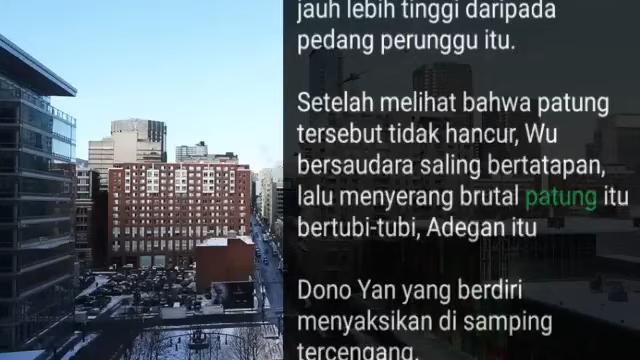 jauh lebih tinggi daripada
pedang perunggu itu.
Setelah melihat bahwa patung
tersebut tidak hancur, Wu
bersaudara saling bertatapan,
lalu menyerang brutal patung itu
bertubi-tubi, Adegan itu
Dono Yan yang berdiri
menyaksikan di samping
tercengang.